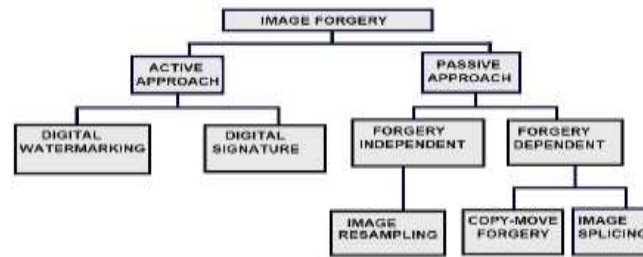 IMAGE FORGERY
ACTIVE
APPROACH
PASSIVE
APPROACH
DIGITAL
WATERMARKING
DIGITAL
SIGNATURE
FORGERY
INDEPENDENT
FORGERY
DEPENDENT
IMAGE
RESAMPLING
COPY-MOVE
FORGERY
IMAGE
SPLICING